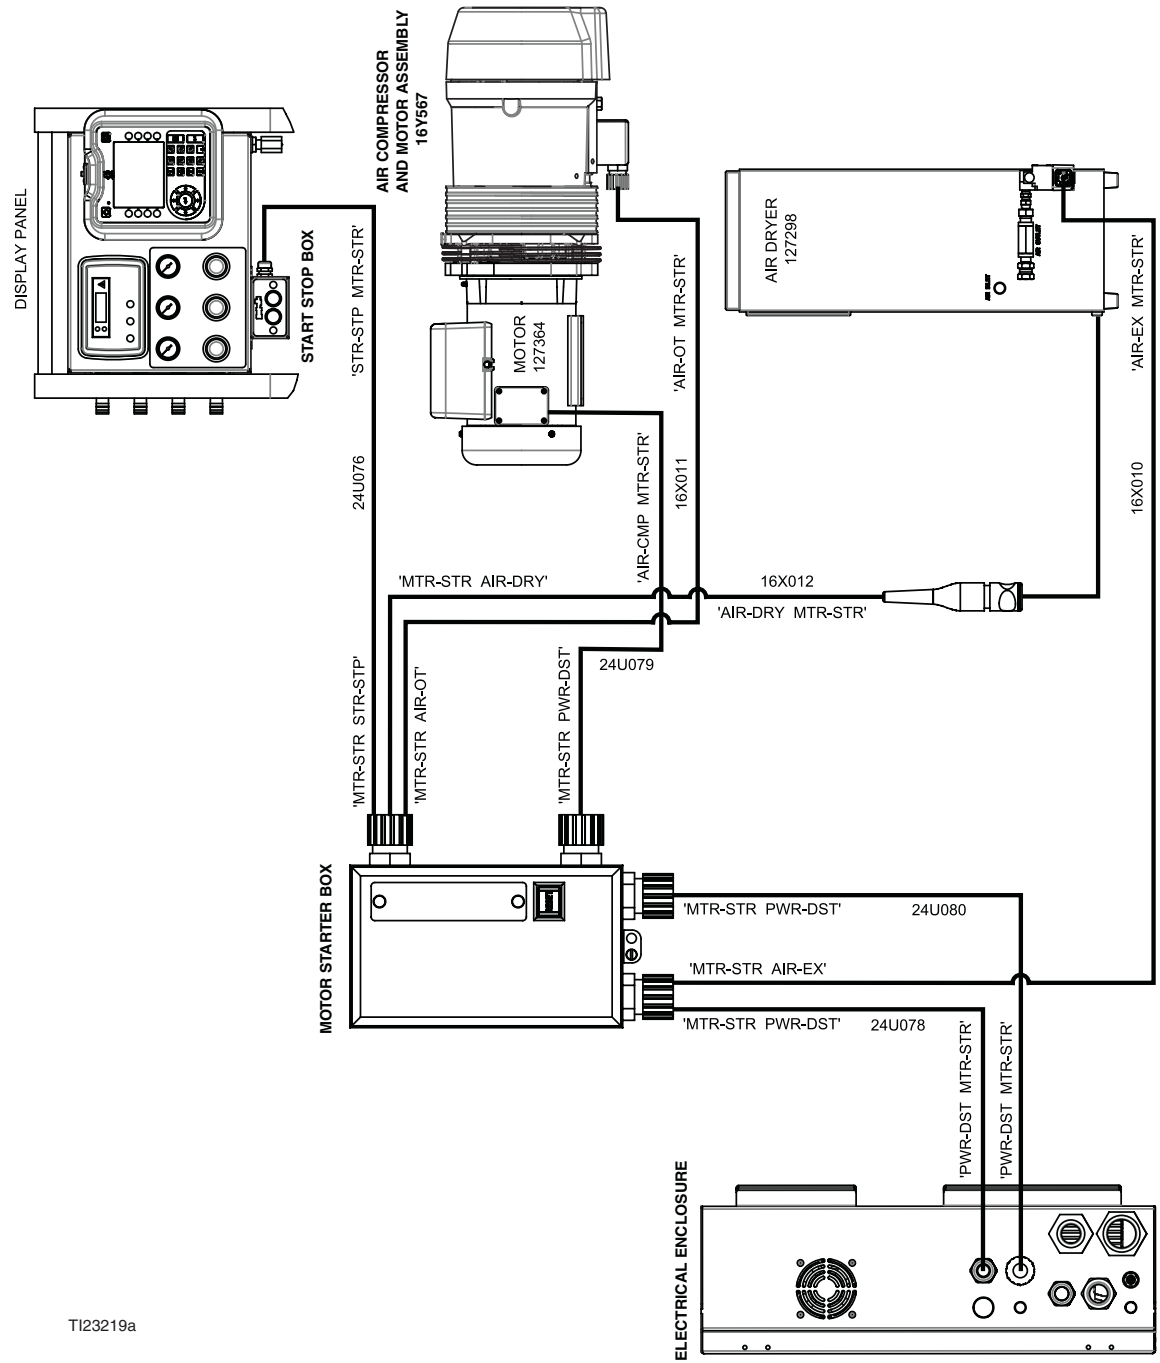 DISPLAY PANEL
START STOP BOX
'STR-STP MTR-STR'
24U076
'MTR-STR STR-STP'
AIR COMPRESSOR
AND MOTOR ASSEMBLY
16Y567
MOTOR
127364
'AIR-OT MTR-STR'
16X011
'AIR-CMP MTR-STR'
AIR DRYER
127298
AIR INLET
AIR OUTLET
'AIR-EX MTR-STR'
16X010
'MTR-STR AIR-DRY'
16X012
'AIR-DRY MTR-STR'
'MTR-STR AIR-OT'
'MTR-STR PWR-DST'
24U079
MOTOR STARTER BOX
'MTR-STR PWR-DST'
24U080
'MTR-STR AIR-EX'
'MTR-STR PWR-DST'
24U078
'PWR-DST MTR-STR'
'PWR-DST MTR-STR'
ELECTRICAL ENCLOSURE
TI23219a